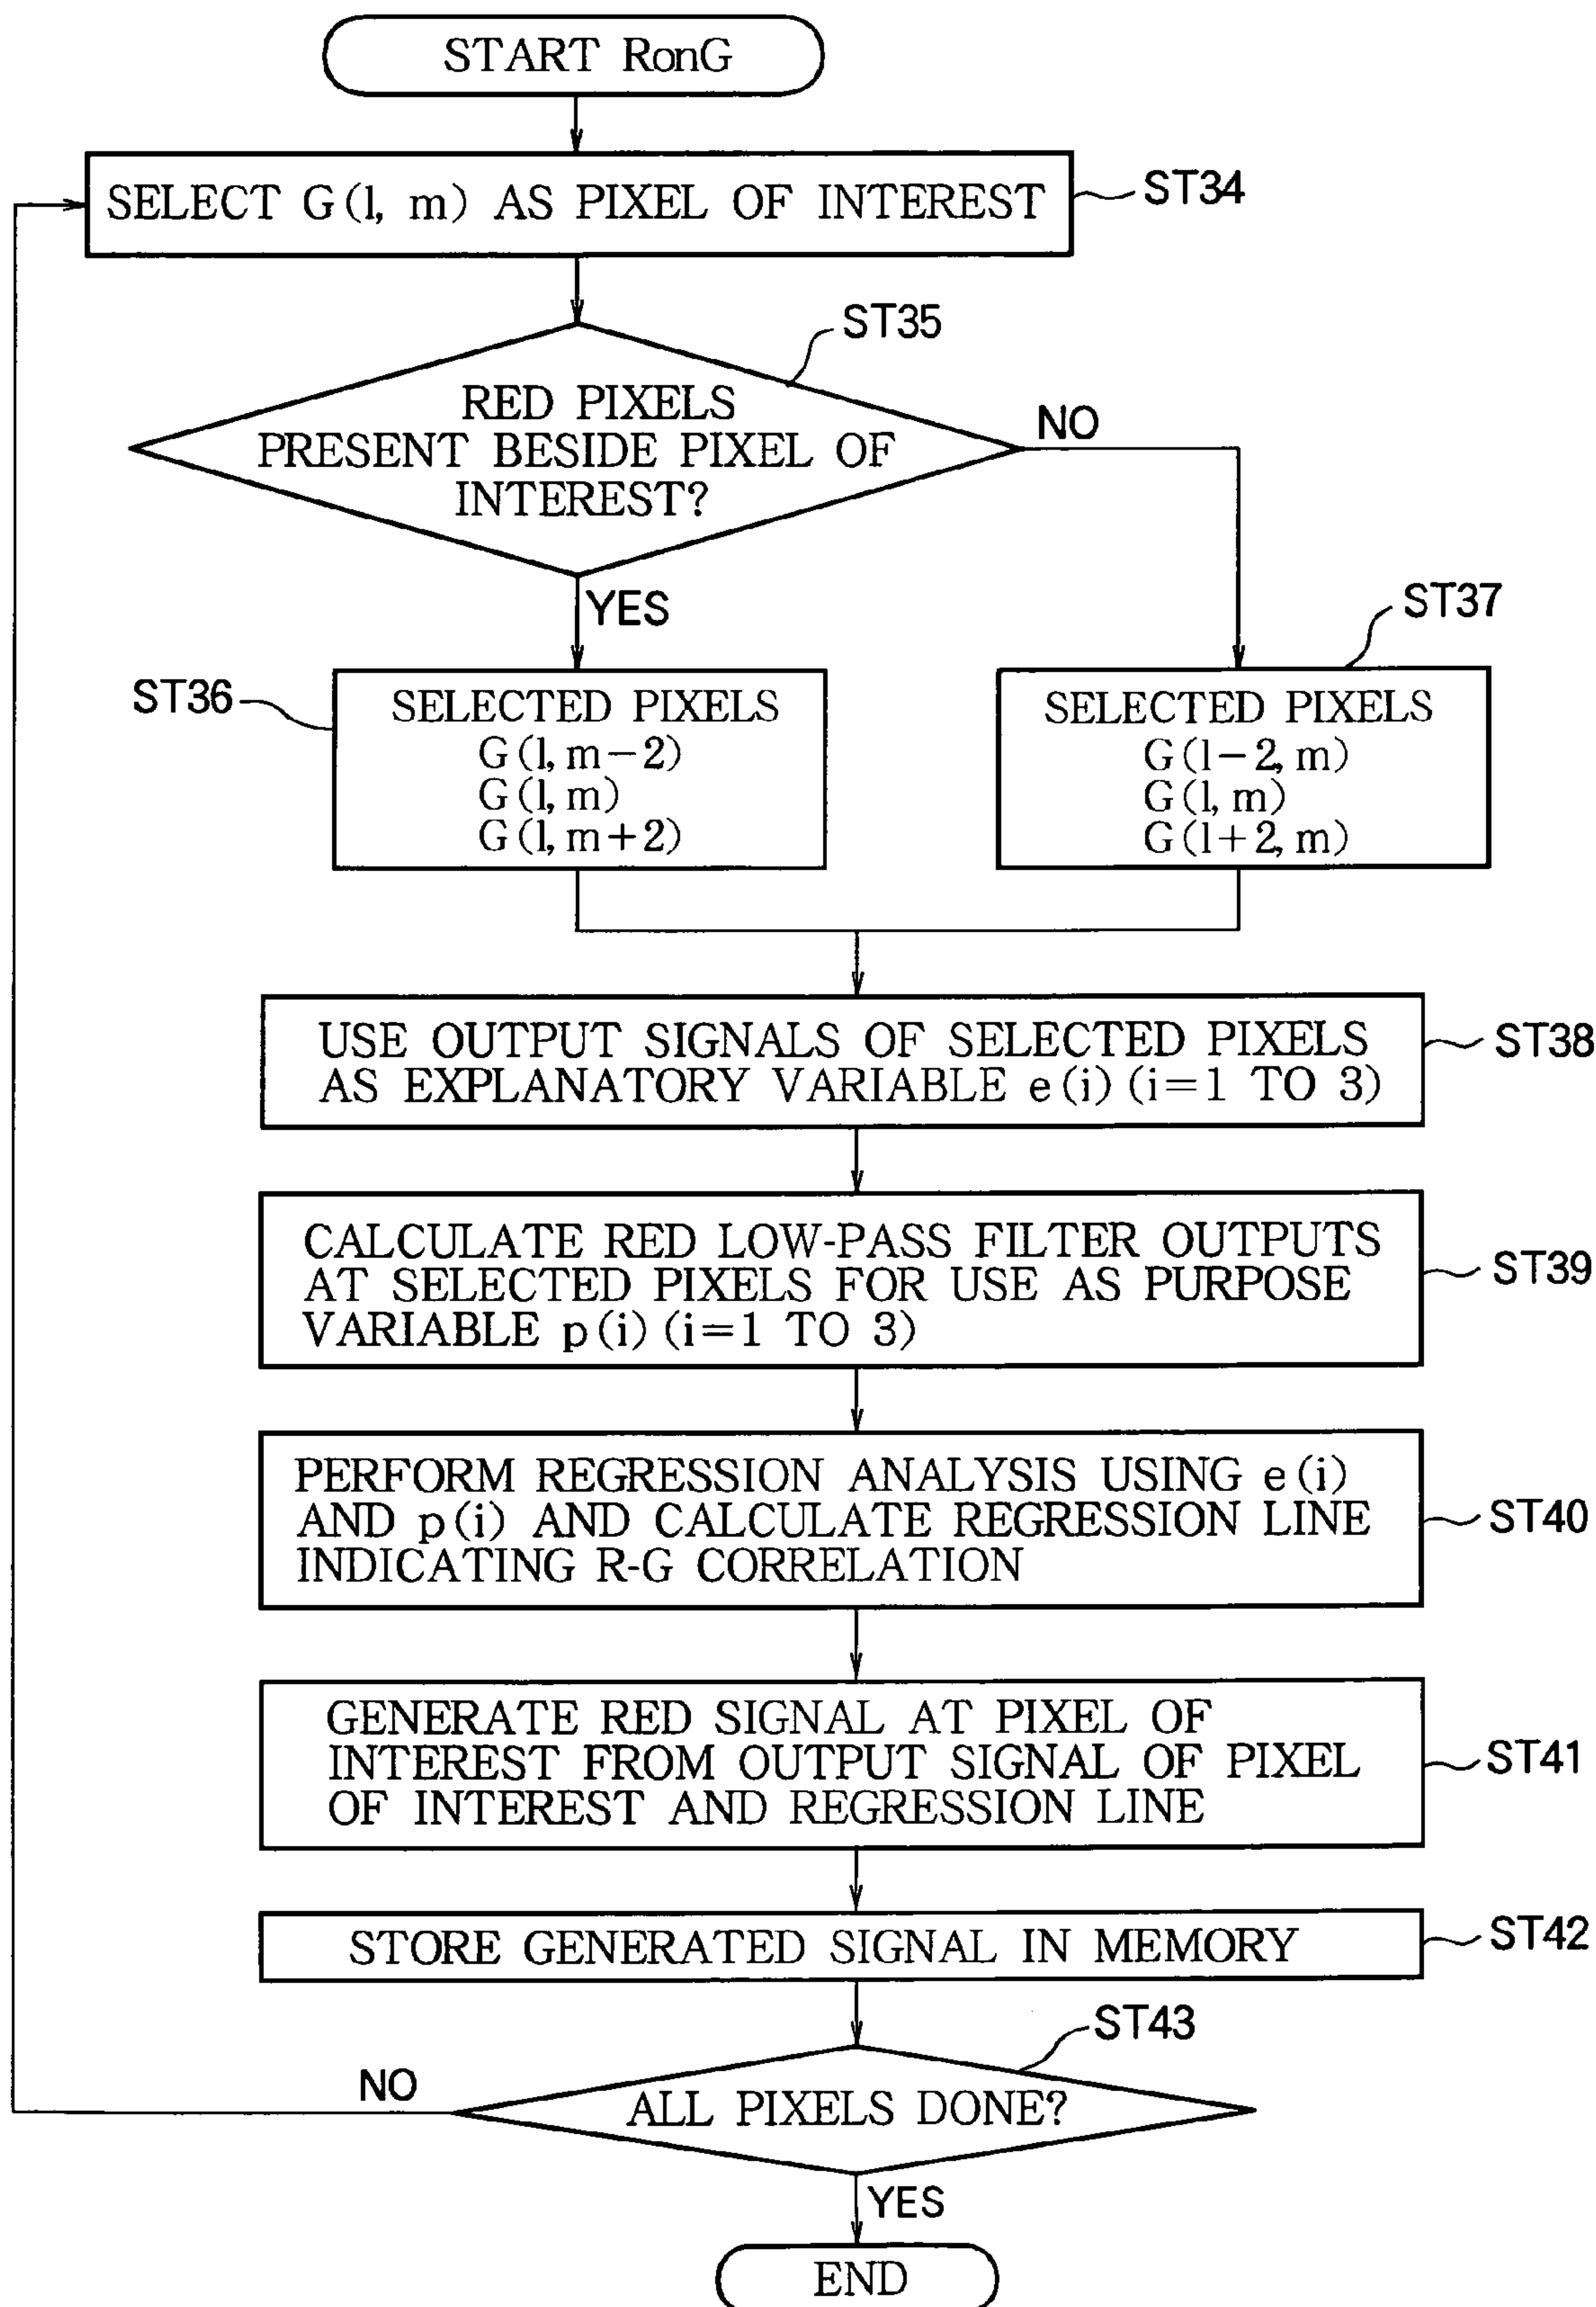 START RonG
SELECT G(l, m) AS PIXEL OF INTEREST
ST34
ST35
RED PIXELS
PRESENT BESIDE PIXEL OF
INTEREST?
NO
YES
ST36
SELECTED PIXELS
G(l, m−2)
G(l, m)
G(l, m+2)
ST37
SELECTED PIXELS
G(l−2, m)
G(l, m)
G(l+2, m)
USE OUTPUT SIGNALS OF SELECTED PIXELS
AS EXPLANATORY VARIABLE e(i) (i=1 TO 3)
ST38
CALCULATE RED LOW-PASS FILTER OUTPUTS
AT SELECTED PIXELS FOR USE AS PURPOSE
VARIABLE p(i) (i=1 TO 3)
ST39
PERFORM REGRESSION ANALYSIS USING e(i)
AND p(i) AND CALCULATE REGRESSION LINE
INDICATING R-G CORRELATION
ST40
GENERATE RED SIGNAL AT PIXEL OF
INTEREST FROM OUTPUT SIGNAL OF PIXEL
OF INTEREST AND REGRESSION LINE
ST41
STORE GENERATED SIGNAL IN MEMORY
ST42
ST43
NO
ALL PIXELS DONE?
YES
END